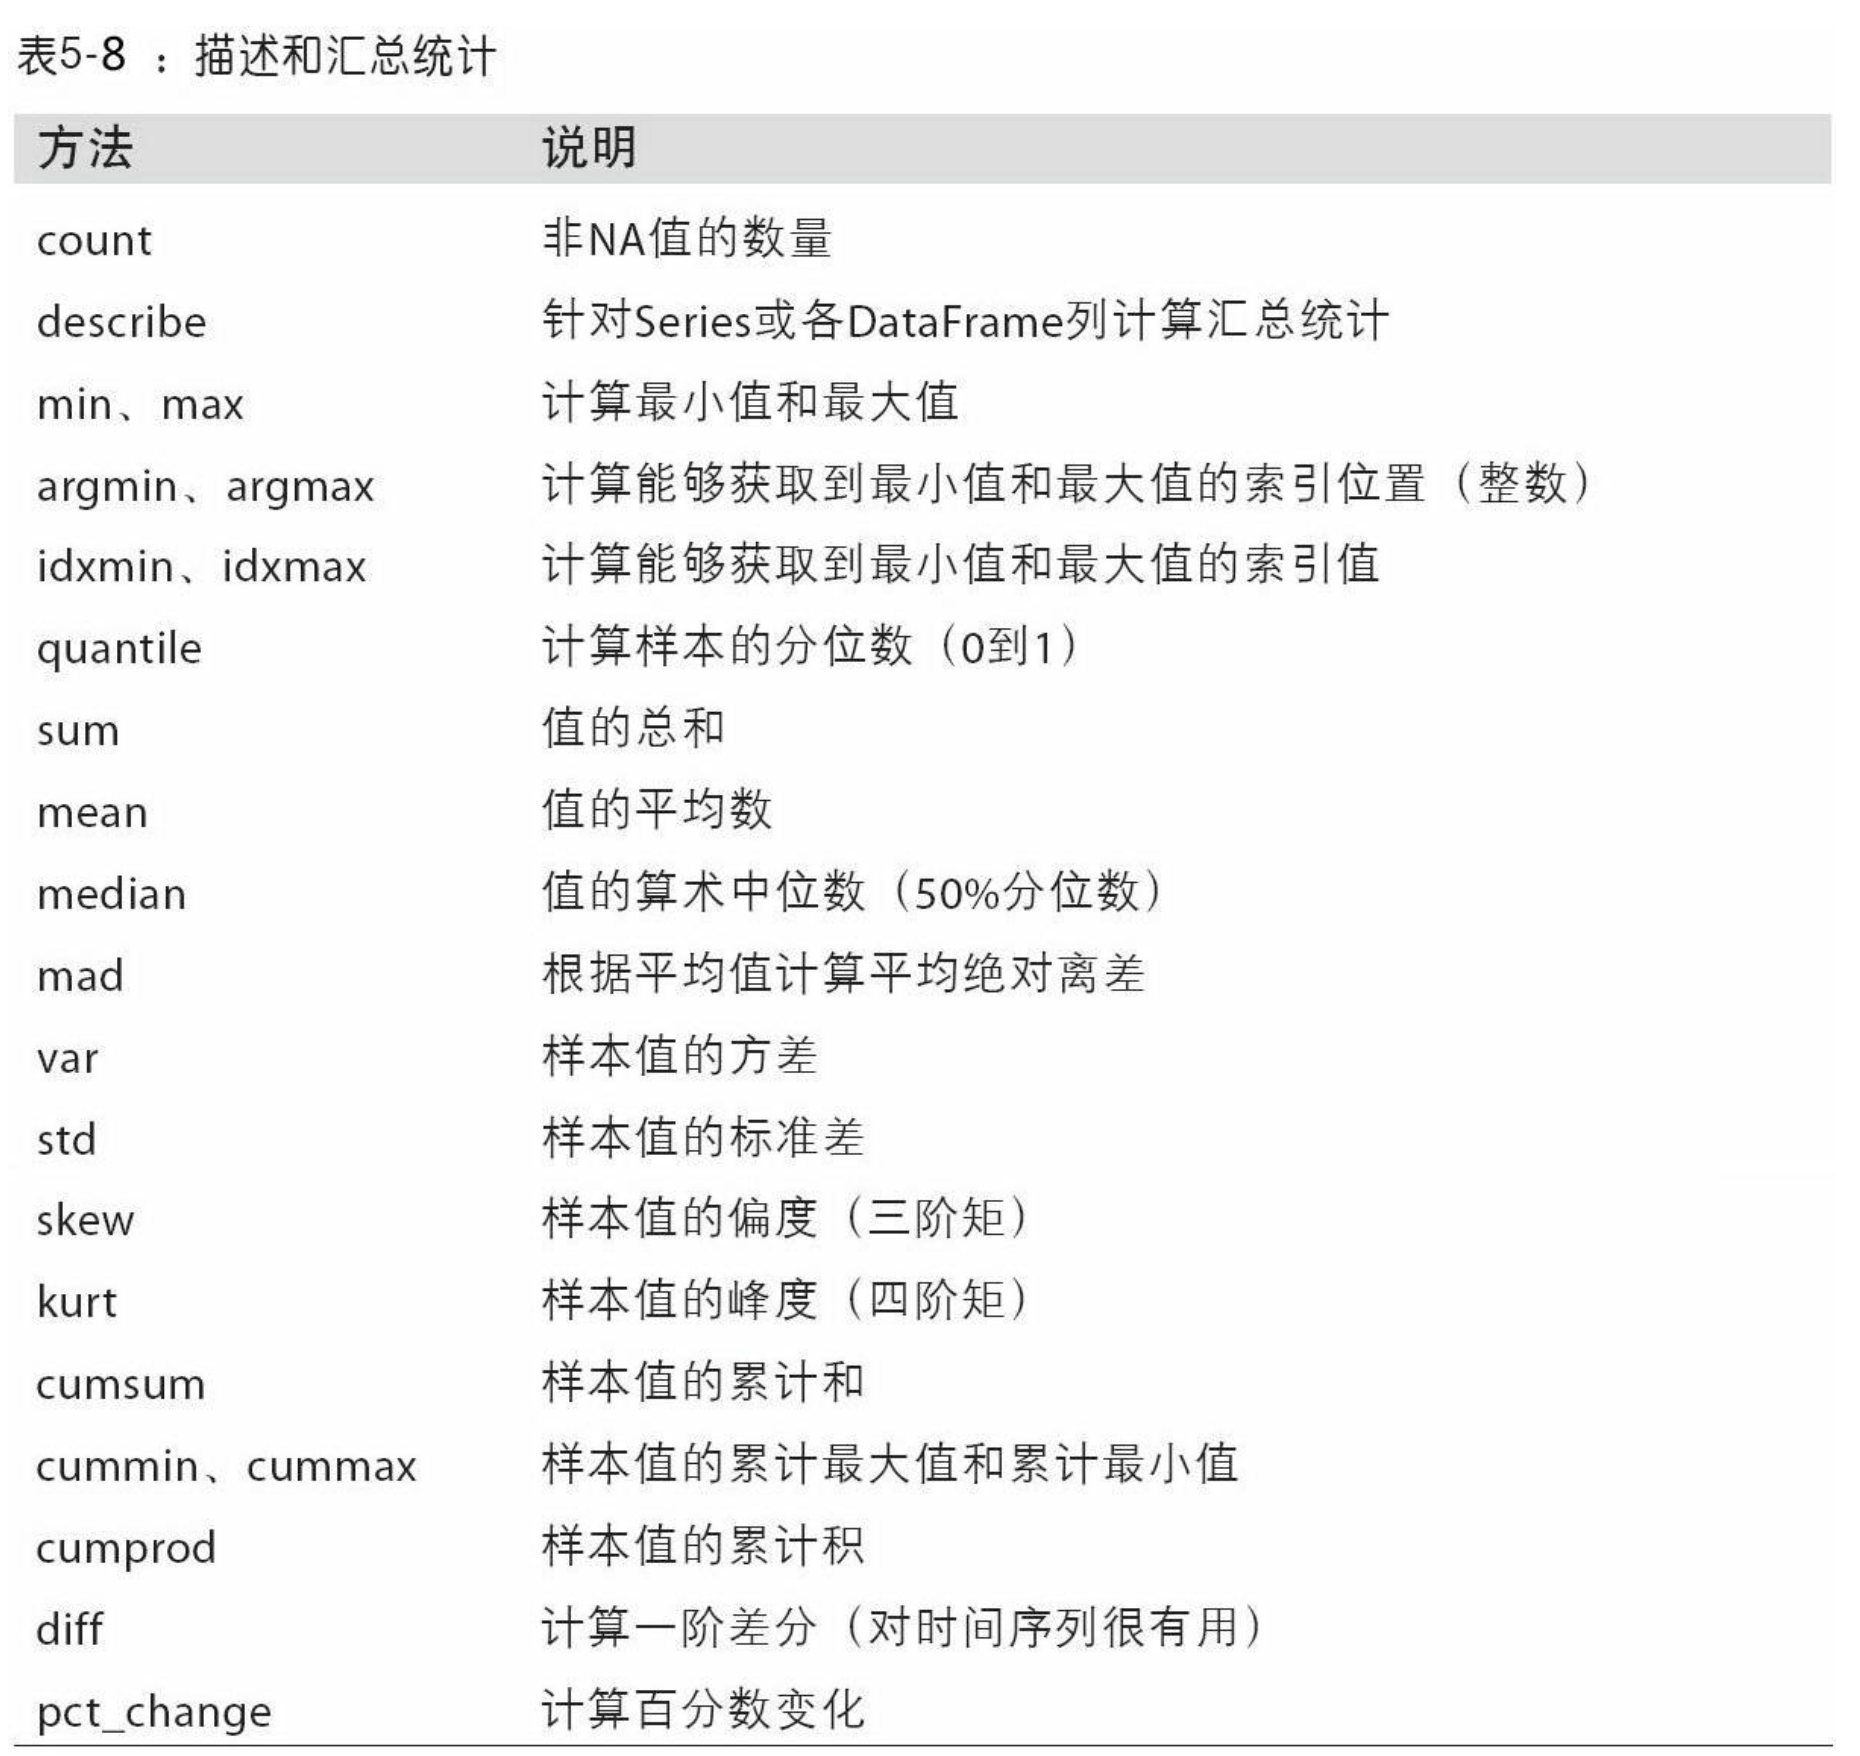 表5-8 ：描述和汇总统计
方法 说明
count 非NA值的数量
describe 针对Series或各DataFrame列计算汇总统计
min、max 计算最小值和最大值
argmin、argmax 计算能够获取到最小值和最大值的索引位置（整数）
idxmin、idxmax 计算能够获取到最小值和最大值的索引值
quantile 计算样本的分位数（0到1）
sum 值的总和
mean 值的平均数
median 值的算术中位数（50%分位数）
mad 根据平均值计算平均绝对离差
var 样本值的方差
std 样本值的标准差
skew 样本值的偏度（三阶矩）
kurt 样本值的峰度（四阶矩）
cumsum 样本值的累计和
cummin、cummax 样本值的累计最大值和累计最小值
cumprod 样本值的累计积
diff 计算一阶差分（对时间序列很有用）
pct_change 计算百分数变化